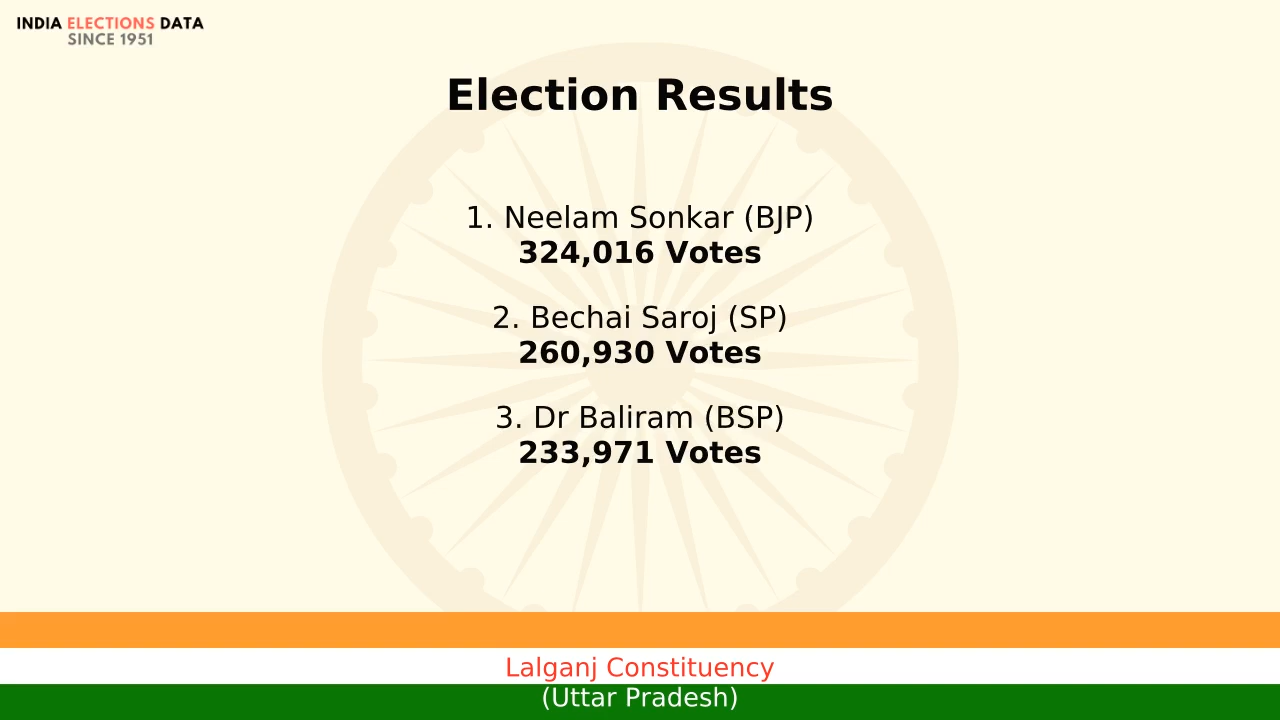 INDIA ELECTIONS DATA
SINCE 1951
Election Results
1. Neelam Sonkar (BJP)
324,016 Votes
2. Bechai Saroj (SP)
260,930 Votes
3. Dr Baliram (BSP)
233,971 Votes
Lalganj Constituency
(Uttar Pradesh)